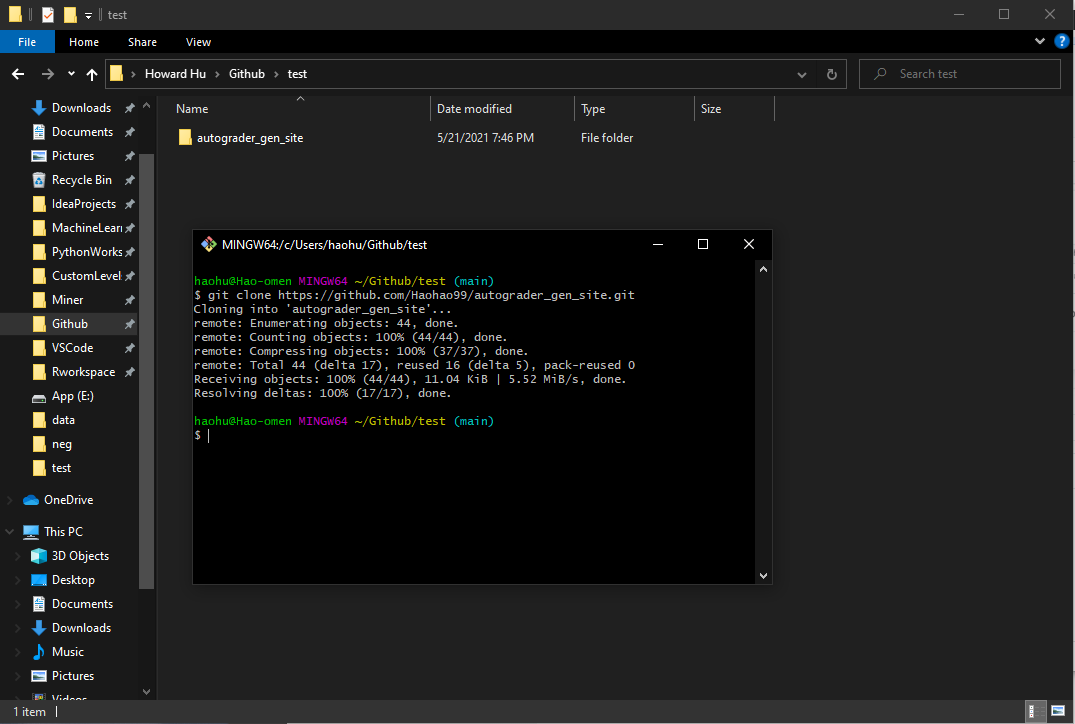 test
File Home Share View
Howard Hu Github test Search test
Name Date modified Type Size
autograder_gen_site 5/21/2021 7:46 PM File folder
Downloads
Documents
Pictures
Recycle Bin
IdeaProjects
MachineLearn
PythonWorks
CustomLevel
Miner
Github
VSCode
Rworkspace
App (E:)
data
neg
test
OneDrive
This PC
3D Objects
Desktop
Documents
Downloads
Music
Pictures
Videos
1 item
MINGW64:/c/Users/haohu/Github/test
haohu@Hao-omen MINGW64 ~/Github/test (main)
$ git clone https://github.com/Haohao99/autograder_gen_site.git
Cloning into 'autograder_gen_site'...
remote: Enumerating objects: 44, done.
remote: Counting objects: 100% (44/44), done.
remote: Compressing objects: 100% (37/37), done.
remote: Total 44 (delta 17), reused 16 (delta 5), pack-reused 0
Receiving objects: 100% (44/44), 11.04 KiB | 5.52 MiB/s, done.
Resolving deltas: 100% (17/17), done.
haohu@Hao-omen MINGW64 ~/Github/test (main)
$